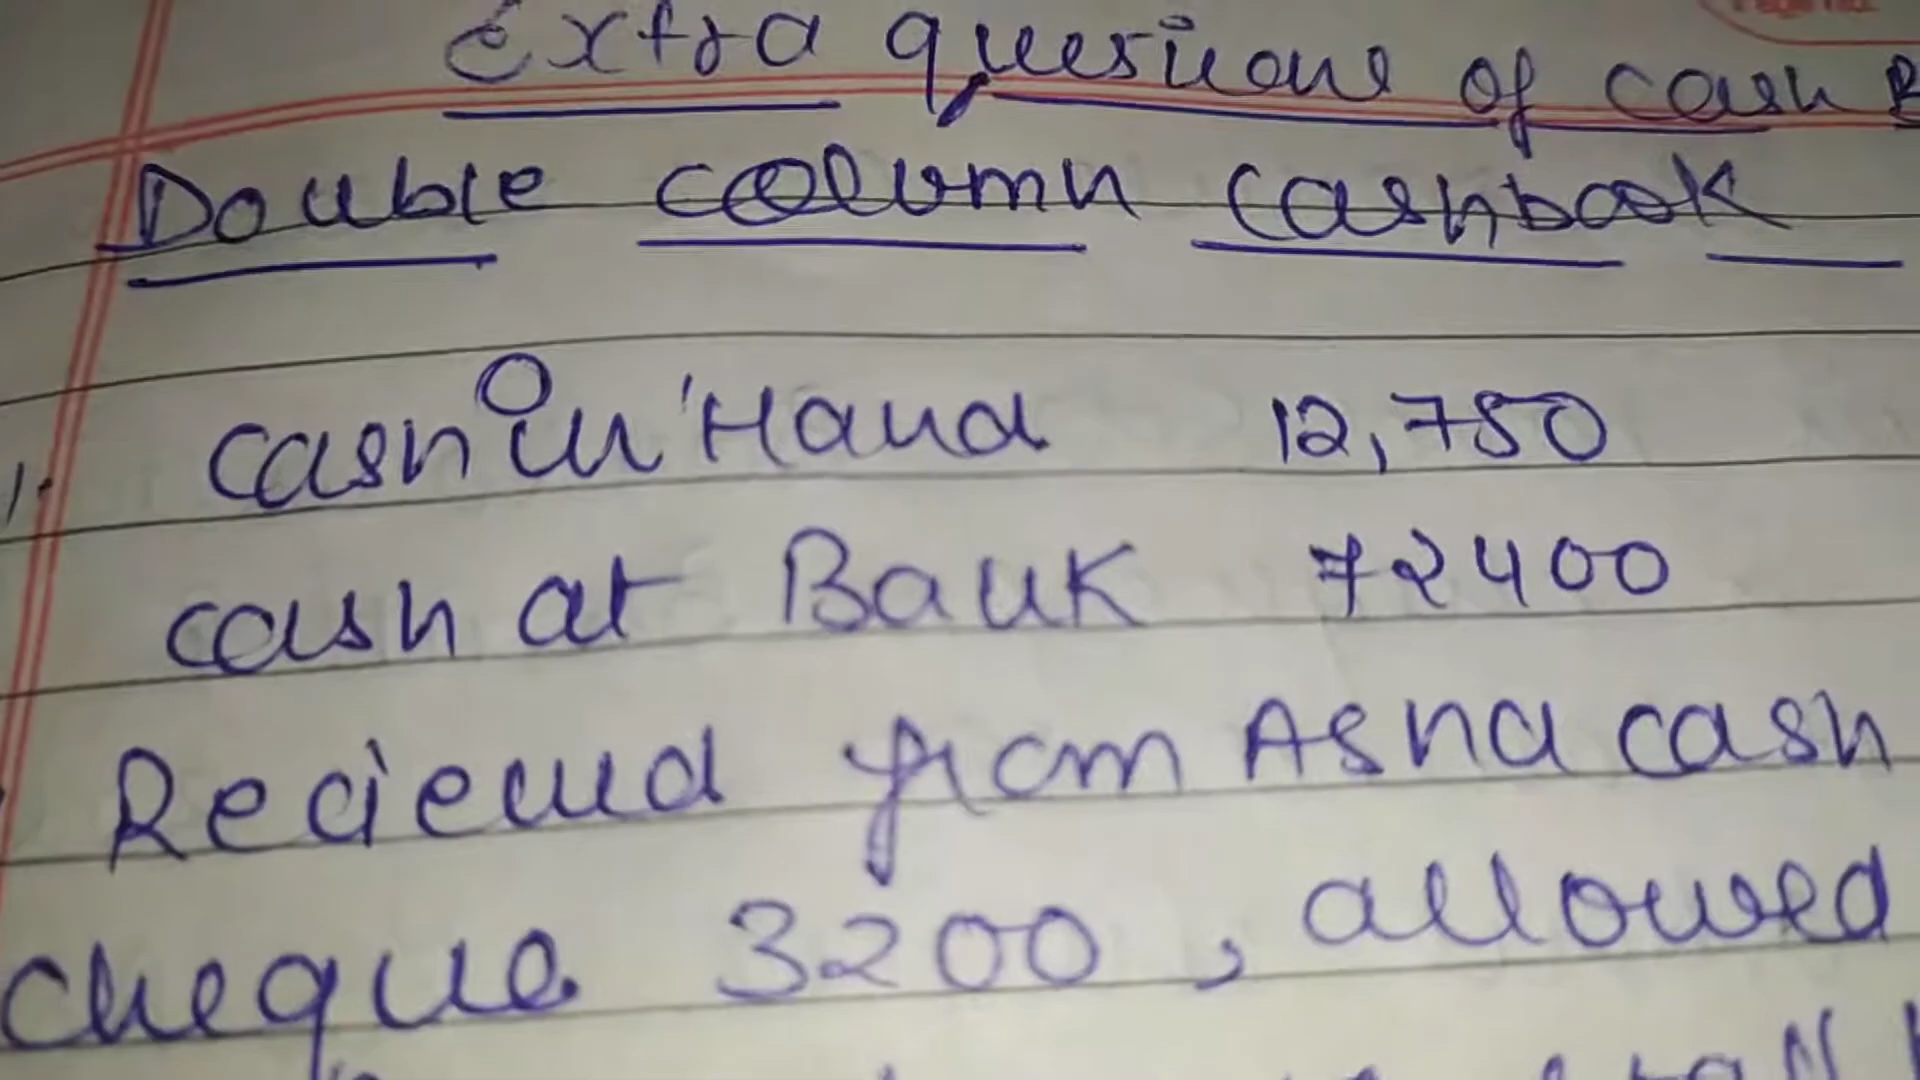 Extra questions of cash B
Double column cashbook
1. cash in Hand 12,750
cash at Bank 72400
Recieved from Asha cash
cheque 3200, allowed